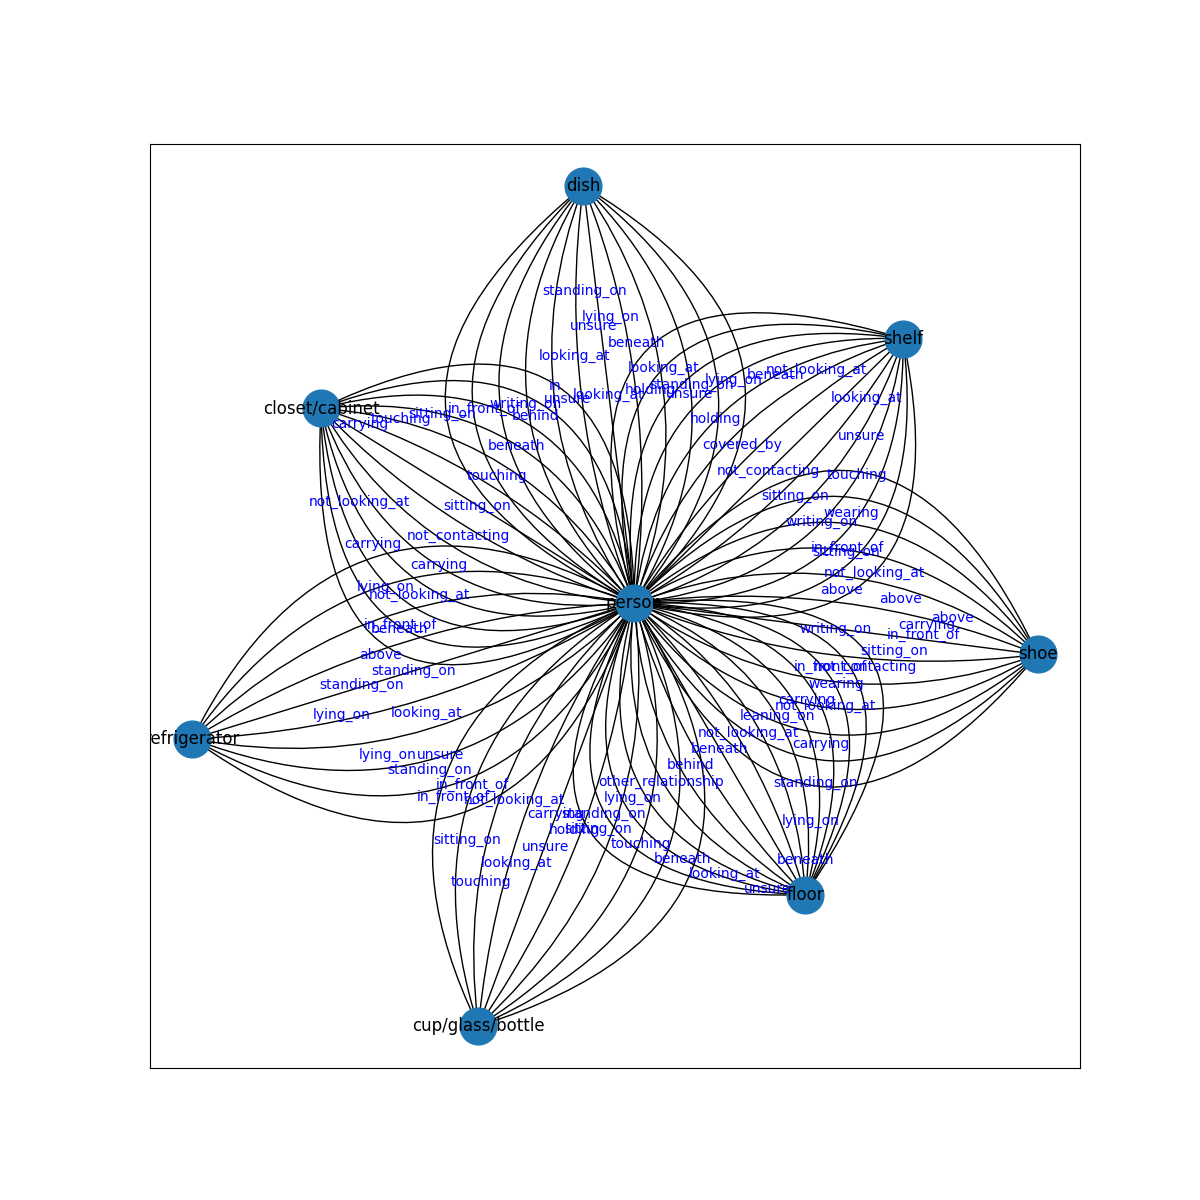 dish
standing_on
lying_on
unsure
shelf
beneath
looking_at
looking_at
not_looking_at
beneath
lying_on
standing_on
in
holding
unsure
looking_at
looking_at
unsure
writing_on
closet/cabinet
in_front_of
sitting_on
behind
touching
carrying
holding
unsure
beneath
covered_by
not_contacting
touching
touching
sitting_on
not_looking_at
sitting_on
wearing
writing_on
not_contacting
carrying
in_front_of
sitting_on
carrying
not_looking_at
lying_on
above
not_looking_at
above
person
above
in_front_of
beneath
carrying
writing_on
in_front_of
sitting_on
above
shoe
standing_on
in_front_of
not_contacting
standing_on
wearing
carrying
not_looking_at
lying_on
looking_at
leaning_on
not_looking_at
refrigerator
carrying
beneath
lying_on
unsure
behind
standing_on
other_relationship
standing_on
in_front_of
in_front_of
not_looking_at
lying_on
carrying
standing_on
lying_on
holding
sitting_on
sitting_on
touching
unsure
beneath
beneath
looking_at
looking_at
touching
unsure
floor
cup/glass/bottle